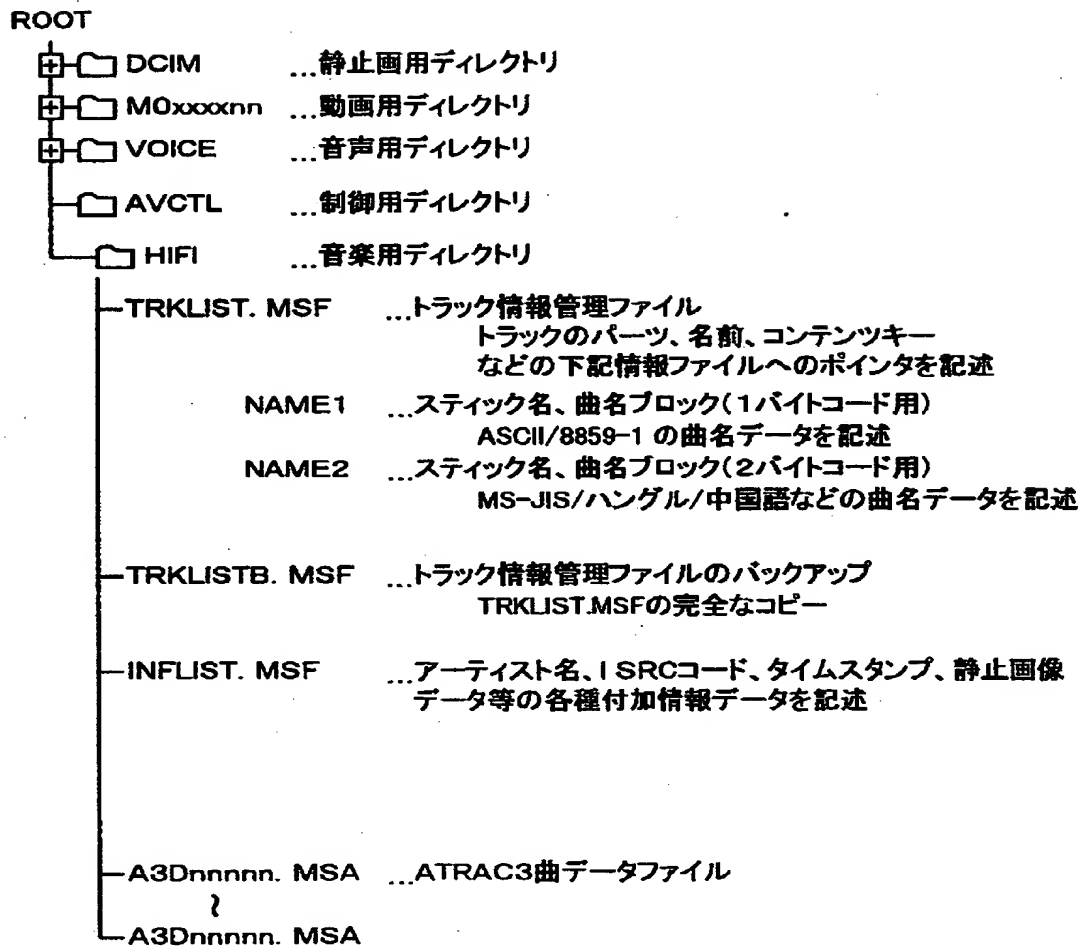 ROOT
DCIM ...静止画用ディレクトリ
M0xxxxnn ...動画用ディレクトリ
VOICE ...音声用ディレクトリ
AVCTL ...制御用ディレクトリ
HIFI ...音楽用ディレクトリ
TRKLIST. MSF ...トラック情報管理ファイル
トラックのパーツ、名前、コンテンツキー
などの下記情報ファイルへのポインタを記述
NAME1 ...スティック名、曲名ブロック(1バイトコード用)
ASCII/8859-1 の曲名データを記述
NAME2 ...スティック名、曲名ブロック(2バイトコード用)
MS-JIS/ハングル/中国語などの曲名データを記述
TRKLISTB. MSF ...トラック情報管理ファイルのバックアップ
TRKLIST.MSFの完全なコピー
INFLIST. MSF ...アーティスト名、ISRCコード、タイムスタンプ、静止画像
データ等の各種付加情報データを記述
A3Dnnnnn. MSA ...ATRAC3曲データファイル
~
A3Dnnnnn. MSA